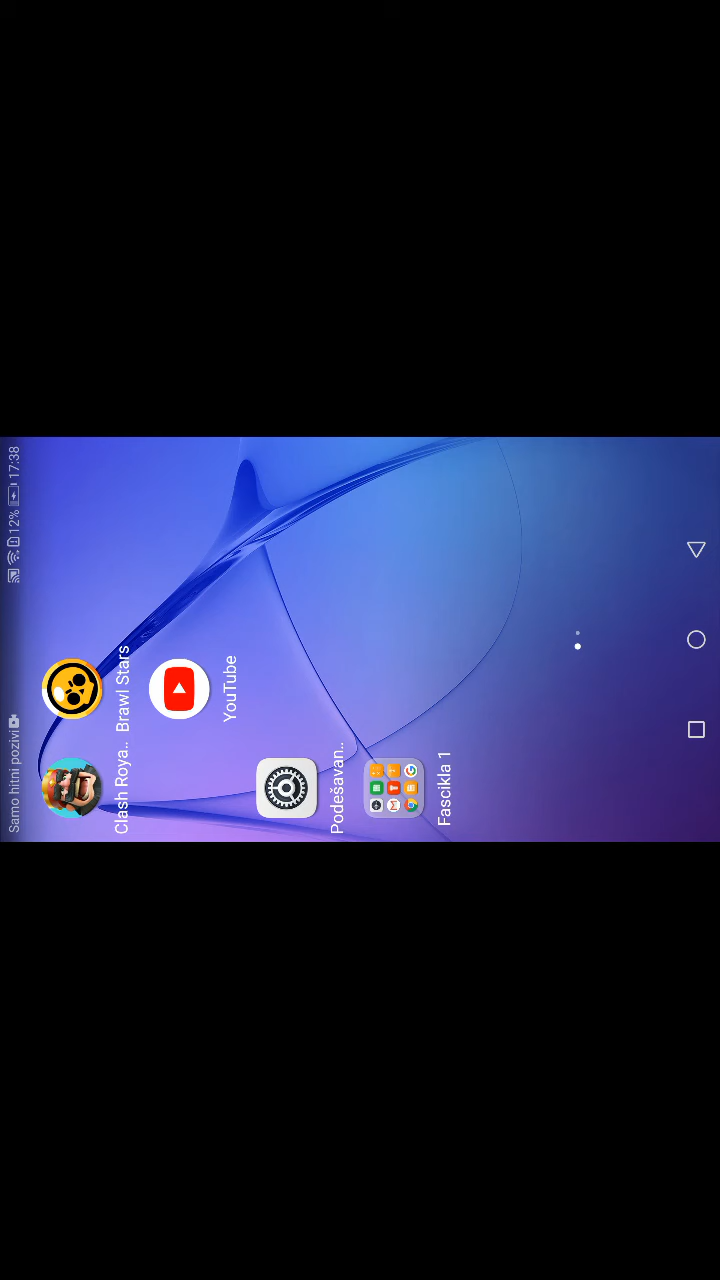 Samo hitni pozivi
12% 17:38
Clash Roya..
Brawl Stars
YouTube
Podešavan..
Fascikla 1